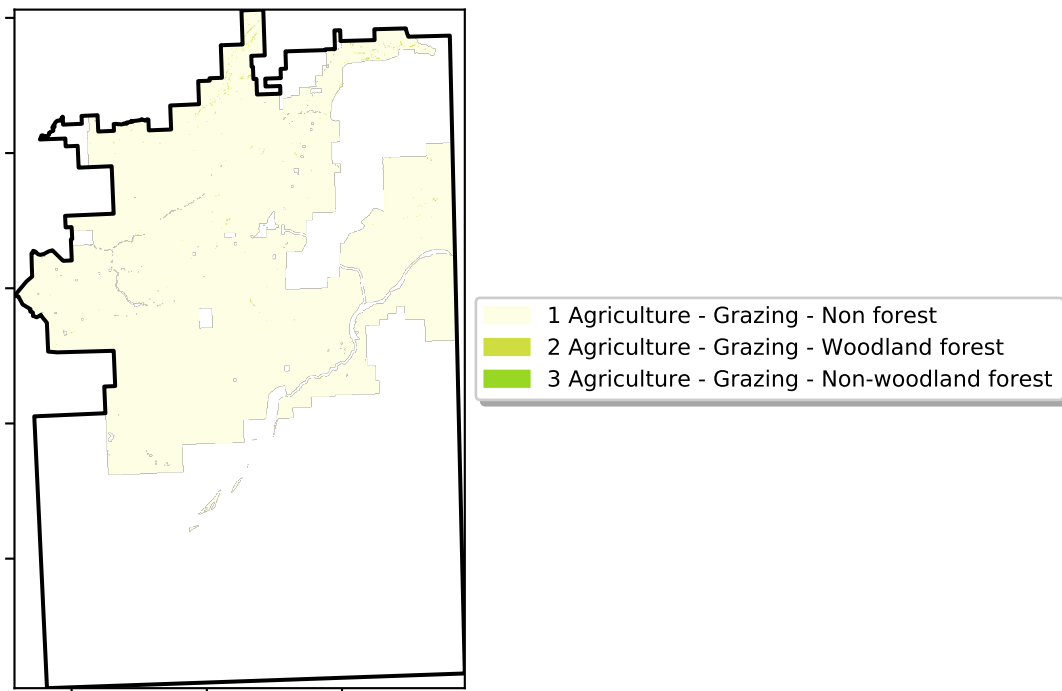 1 Agriculture - Grazing - Non forest
2 Agriculture - Grazing - Woodland forest
3 Agriculture - Grazing - Non-woodland forest